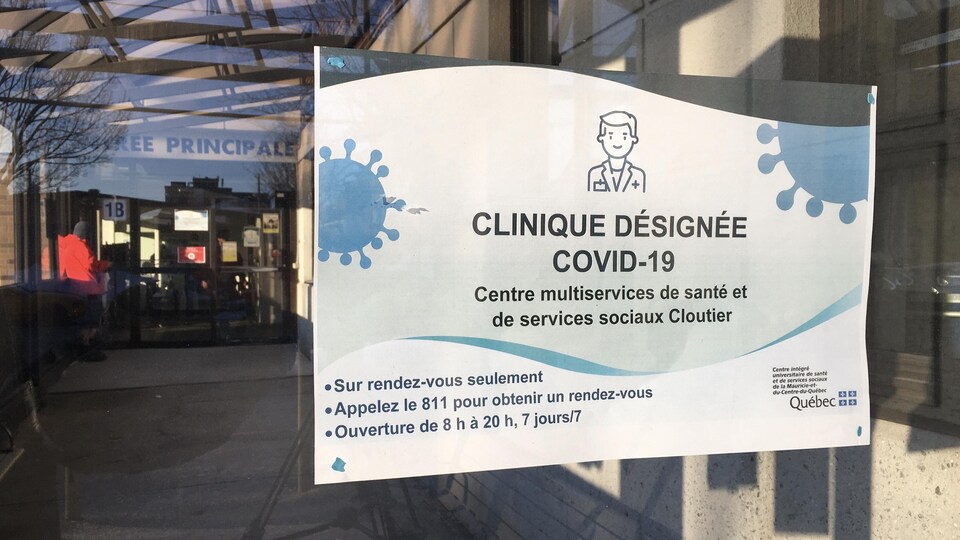 RÉE PRINCIPALE
18
CLINIQUE DÉSIGNÉE
COVID-19
Centre multiservices de santé et
de services sociaux Cloutier
• Sur rendez-vous seulement
• Appelez le 811 pour obtenir un rendez-vous
• Ouverture de 8 h à 20 h, 7 jours/7
Centre intégré
universitaire de santé
et de services sociaux
de la Mauricie-et-
du-Centre-du-Québec
Québec